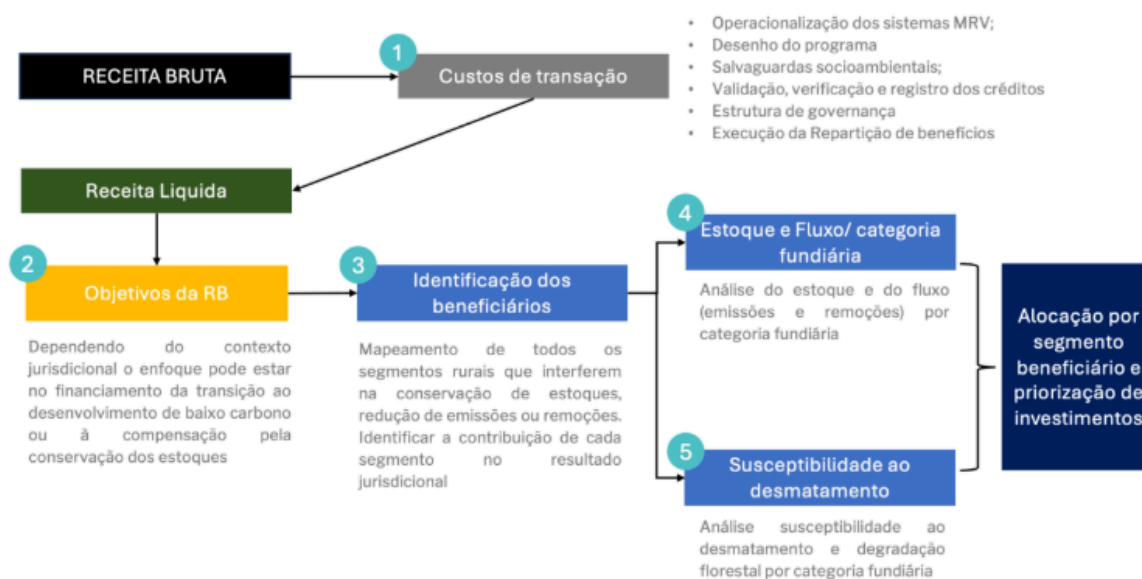 RECEITA BRUTA
1
Custos de transação
• Operacionalização dos sistemas MRV;
• Desenho do programa
• Salvaguardas socioambientais;
• Validação, verificação e registro dos créditos
• Estrutura de governança
• Execução da Repartição de benefícios
Receita Liquida
2
Objetivos da RB
Dependendo do contexto
jurisdicional o enfoque pode estar
no financiamento da transição ao
desenvolvimento de baixo carbono
ou à compensação pela
conservação dos estoques
3
Identificação dos
beneficiários
Mapeamento de todos os
segmentos rurais que interferem
na conservação de estoques,
redução de emissões ou remoções.
Identificar a contribuição de cada
segmento no resultado
jurisdicional
4
Estoque e Fluxo/ categoria
fundiária
Análise do estoque e do fluxo
(emissões e remoções) por
categoria fundiária
5
Susceptibilidade ao
desmatamento
Análise susceptibilidade ao
desmatamento e degradação
florestal por categoria fundiária
Alocação por
segmento
beneficiário e
priorização de
investimentos